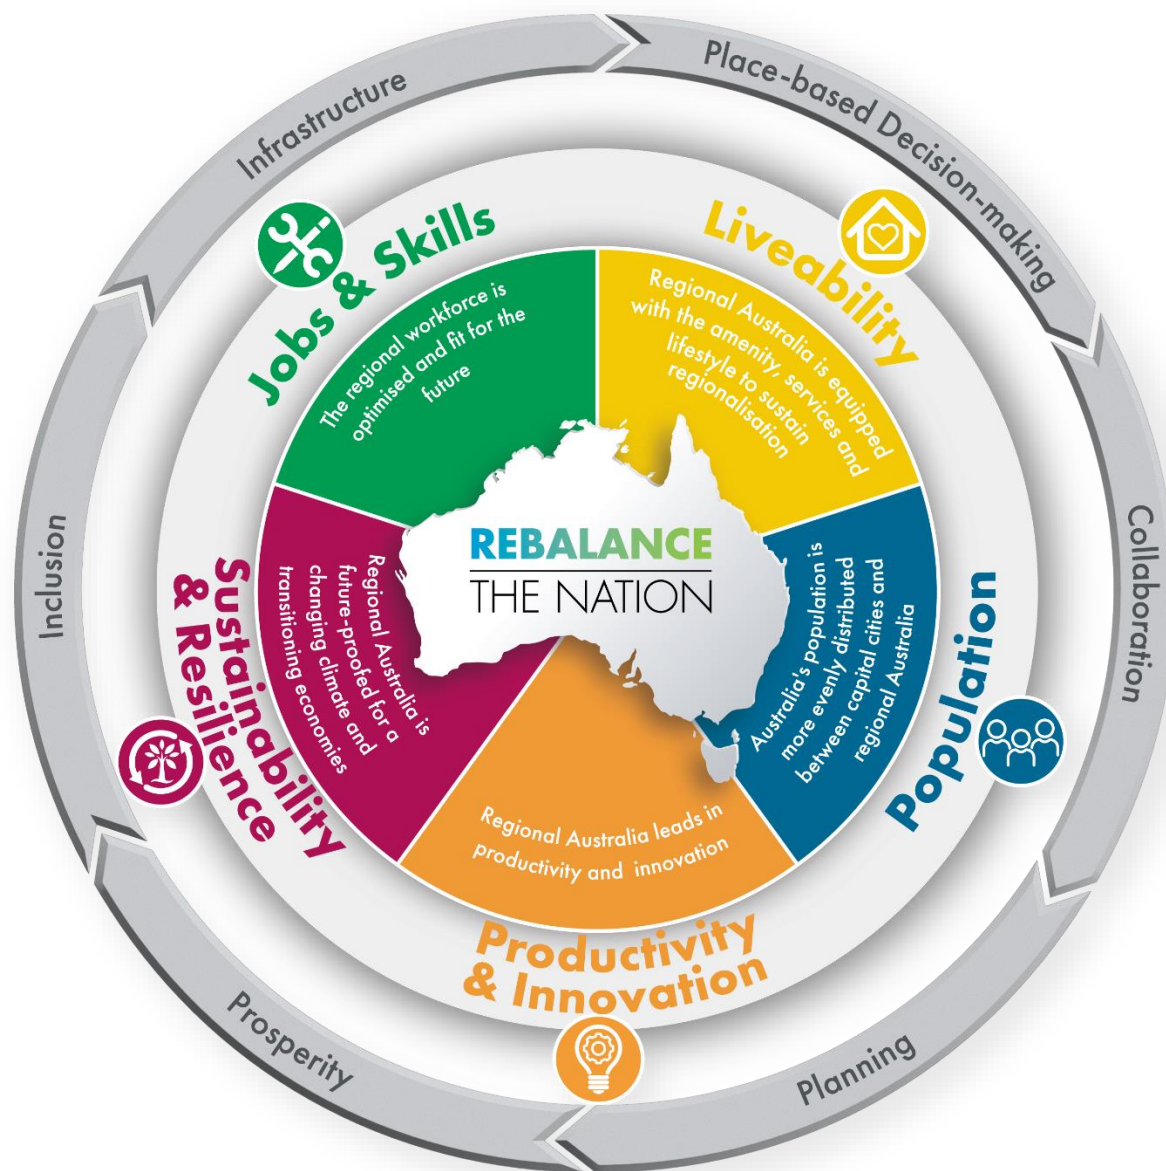 Infrastructure
Place-based Decision-making
Collaboration
Planning
Prosperity
Inclusion
Jobs & Skills
The regional workforce is
optimised and fit for the
future
Liveability
Regional Australia is equipped
with the amenity, services and
lifestyle to sustain
regionalisation
Population
Australia's population is
more evenly distributed
between capital cities and
regional Australia
Productivity
& Innovation
Regional Australia leads in
productivity and innovation
Sustainability
& Resilience
Regional Australia is
future-proofed for a
changing climate and
transitioning economies
REBALANCE
THE NATION